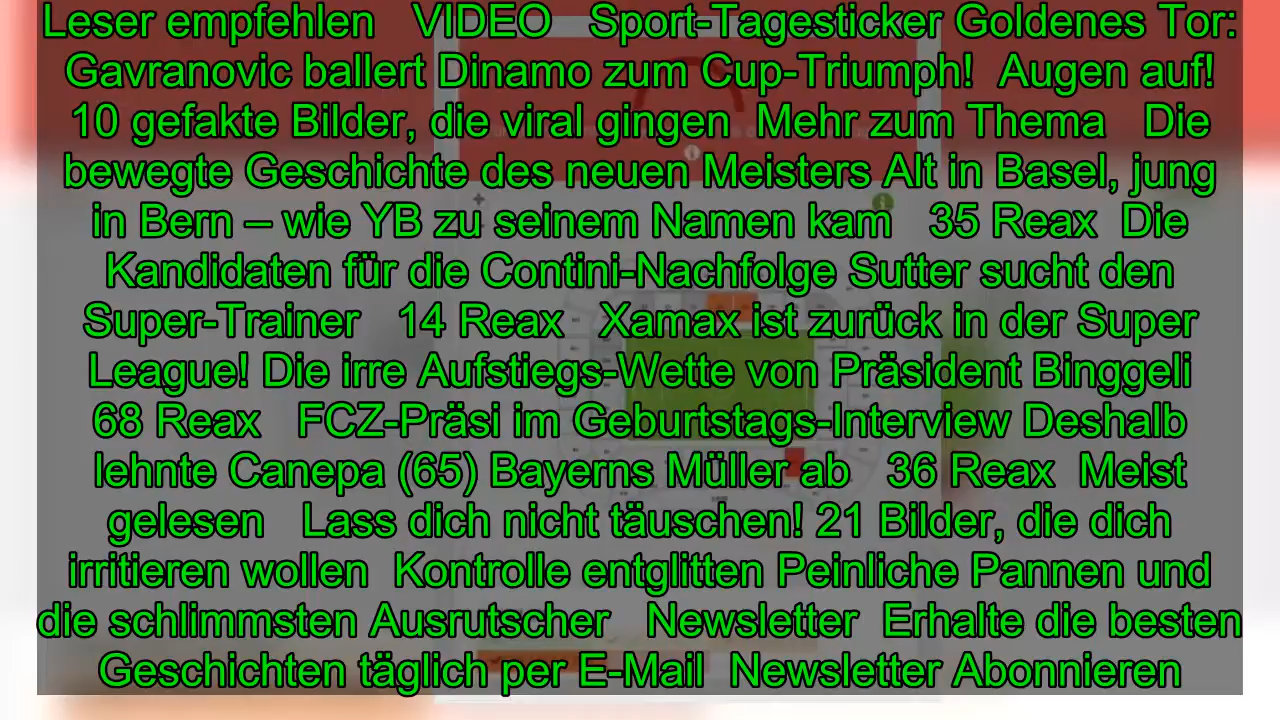 Leser empfehlen VIDEO Sport-Tagesticker Goldenes Tor:
Gavranovic ballert Dinamo zum Cup-Triumph! Augen auf!
10 gefakte Bilder, die viral gingen Mehr zum Thema Die
bewegte Geschichte des neuen Meisters Alt in Basel, jung
in Bern – wie YB zu seinem Namen kam 35 Reax Die
Kandidaten für die Contini-Nachfolge Sutter sucht den
Super-Trainer 14 Reax Xamax ist zurück in der Super
League! Die irre Aufstiegs-Wette von Präsident Binggeli
68 Reax FCZ-Präsi im Geburtstags-Interview Deshalb
lehnte Canepa (65) Bayerns Müller ab 36 Reax Meist
gelesen Lass dich nicht täuschen! 21 Bilder, die dich
irritieren wollen Kontrolle entglitten Peinliche Pannen und
die schlimmsten Ausrutscher Newsletter Erhalte die besten
Geschichten täglich per E-Mail Newsletter Abonnieren